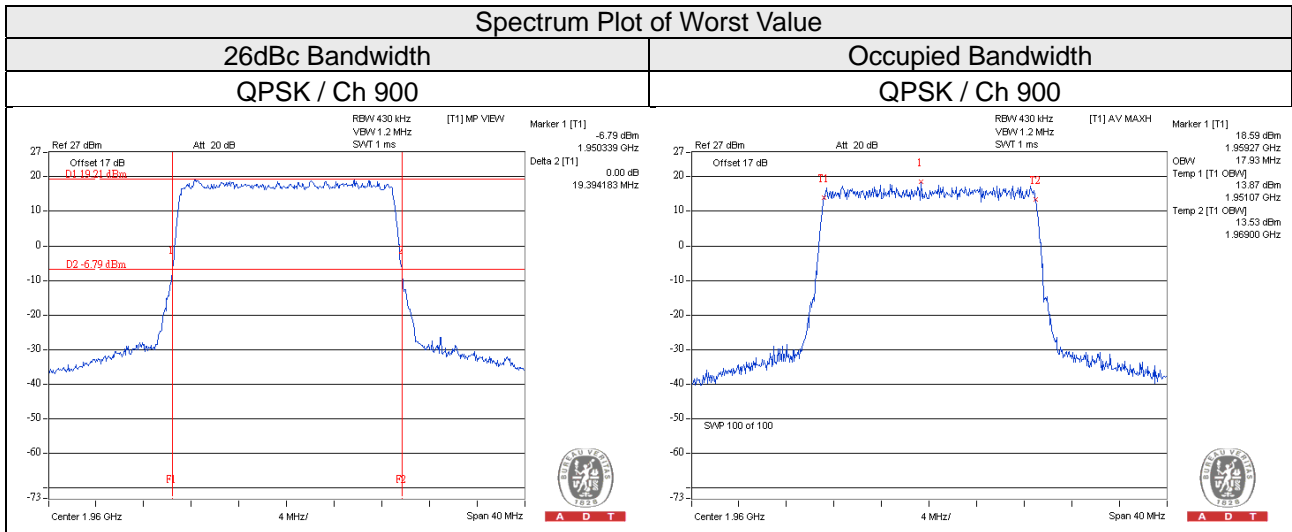 Spectrum Plot of Worst Value
26dBc Bandwidth
Occupied Bandwidth
QPSK / Ch 900
QPSK / Ch 900
RBW 430 kHz
[T1] MP VIEW
VBW 1.2 MHz
Ref 27 dBm
Att 20 dB
SWT 1 ms
Marker 1 [T1]
-6.79 dBm
1.950339 GHz
Delta 2 [T1]
0.00 dB
19.394183 MHz
27
Offset 17 dB
D1 19.21 dBm
20
10
0
1
D2 -6.79 dBm
-10
-20
-30
-40
-50
-60
F1
F2
-73
Center 1.96 GHz
4 MHz/
Span 40 MHz
BUREAU VERITAS
1828
A D T
RBW 430 kHz
[T1] AV MAXH
VBW 1.2 MHz
Ref 27 dBm
Att 20 dB
SWT 1 ms
Marker 1 [T1]
18.59 dBm
1.95927 GHz
OBW 17.93 MHz
Temp 1 [T1 OBW]
13.87 dBm
1.95107 GHz
Temp 2 [T1 OBW]
13.53 dBm
1.96900 GHz
27
Offset 17 dB
1
20
T1
T2
10
0
-10
-20
-30
-40
-50
SWP 100 of 100
-60
-73
Center 1.96 GHz
4 MHz/
Span 40 MHz
BUREAU VERITAS
1828
A D T